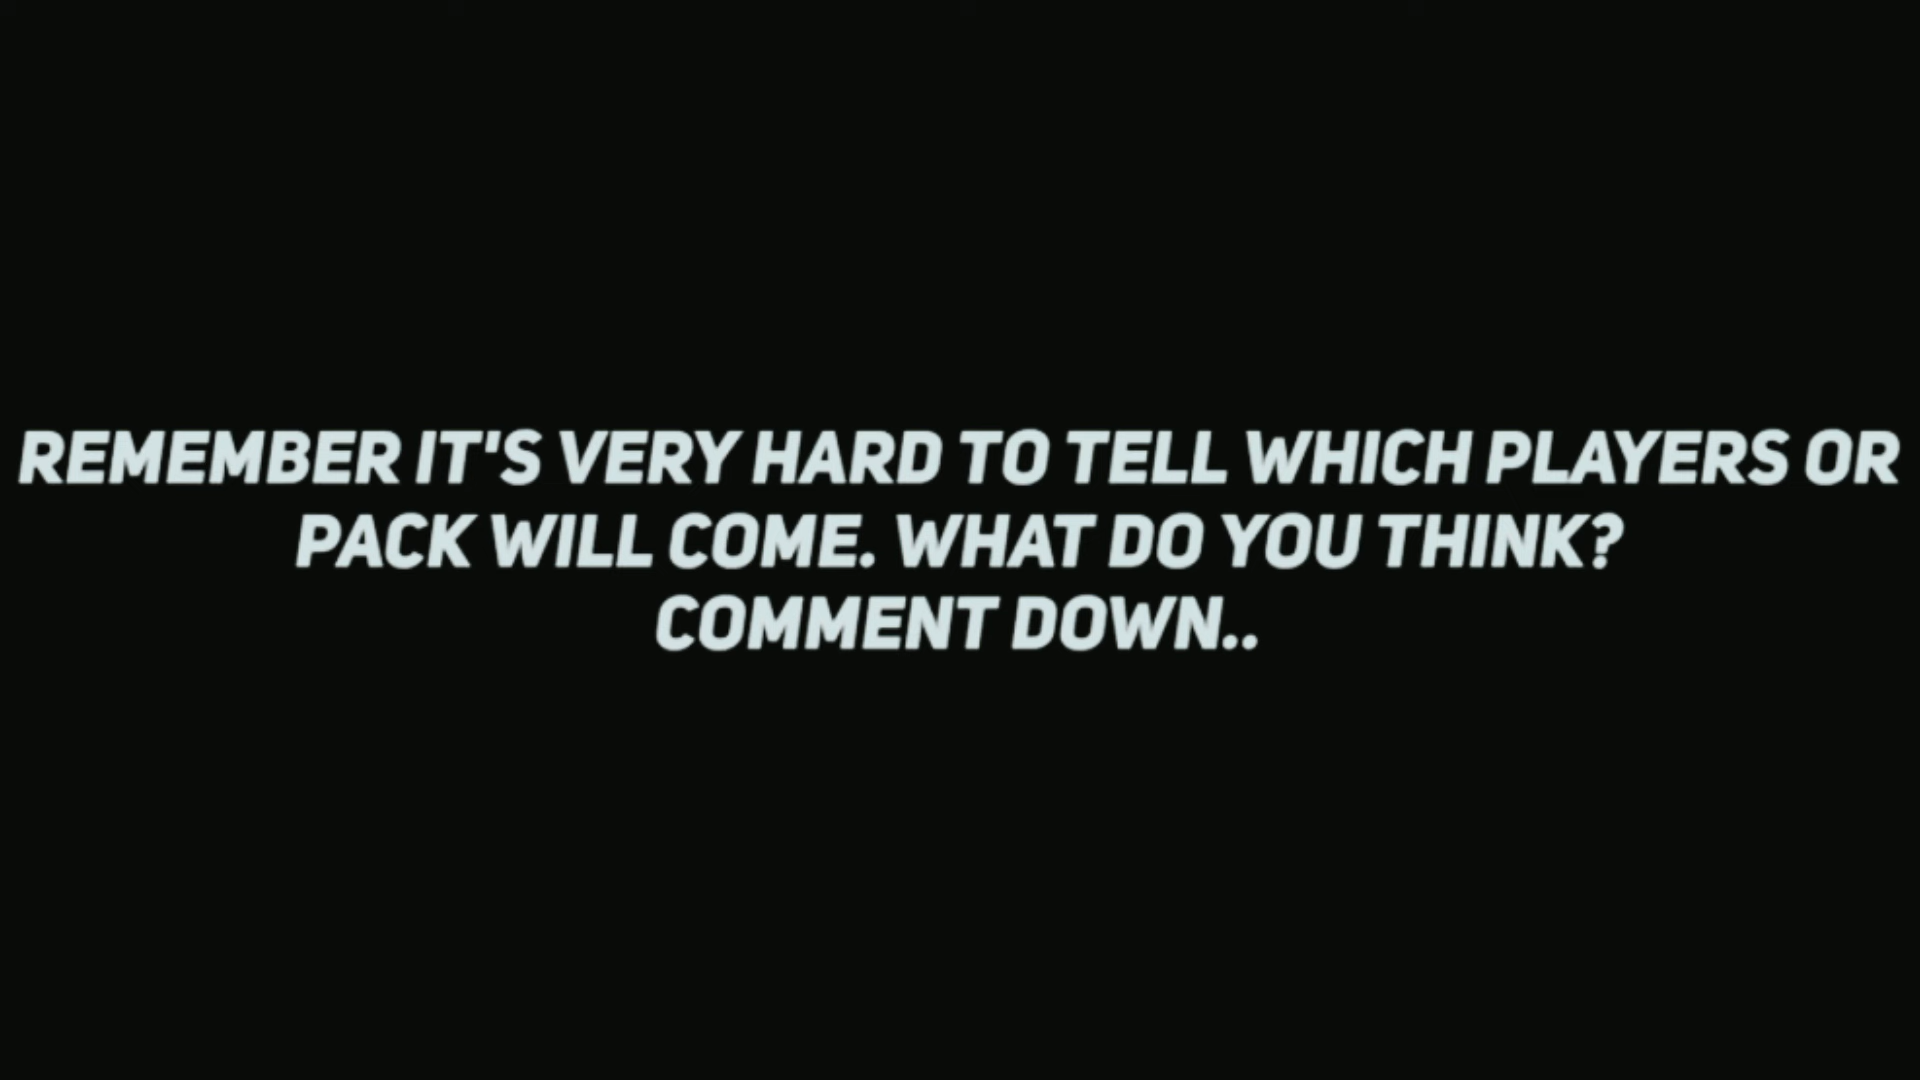 REMEMBER IT'S VERY HARD TO TELL WHICH PLAYERS OR
PACK WILL COME. WHAT DO YOU THINK?
COMMENT DOWN..